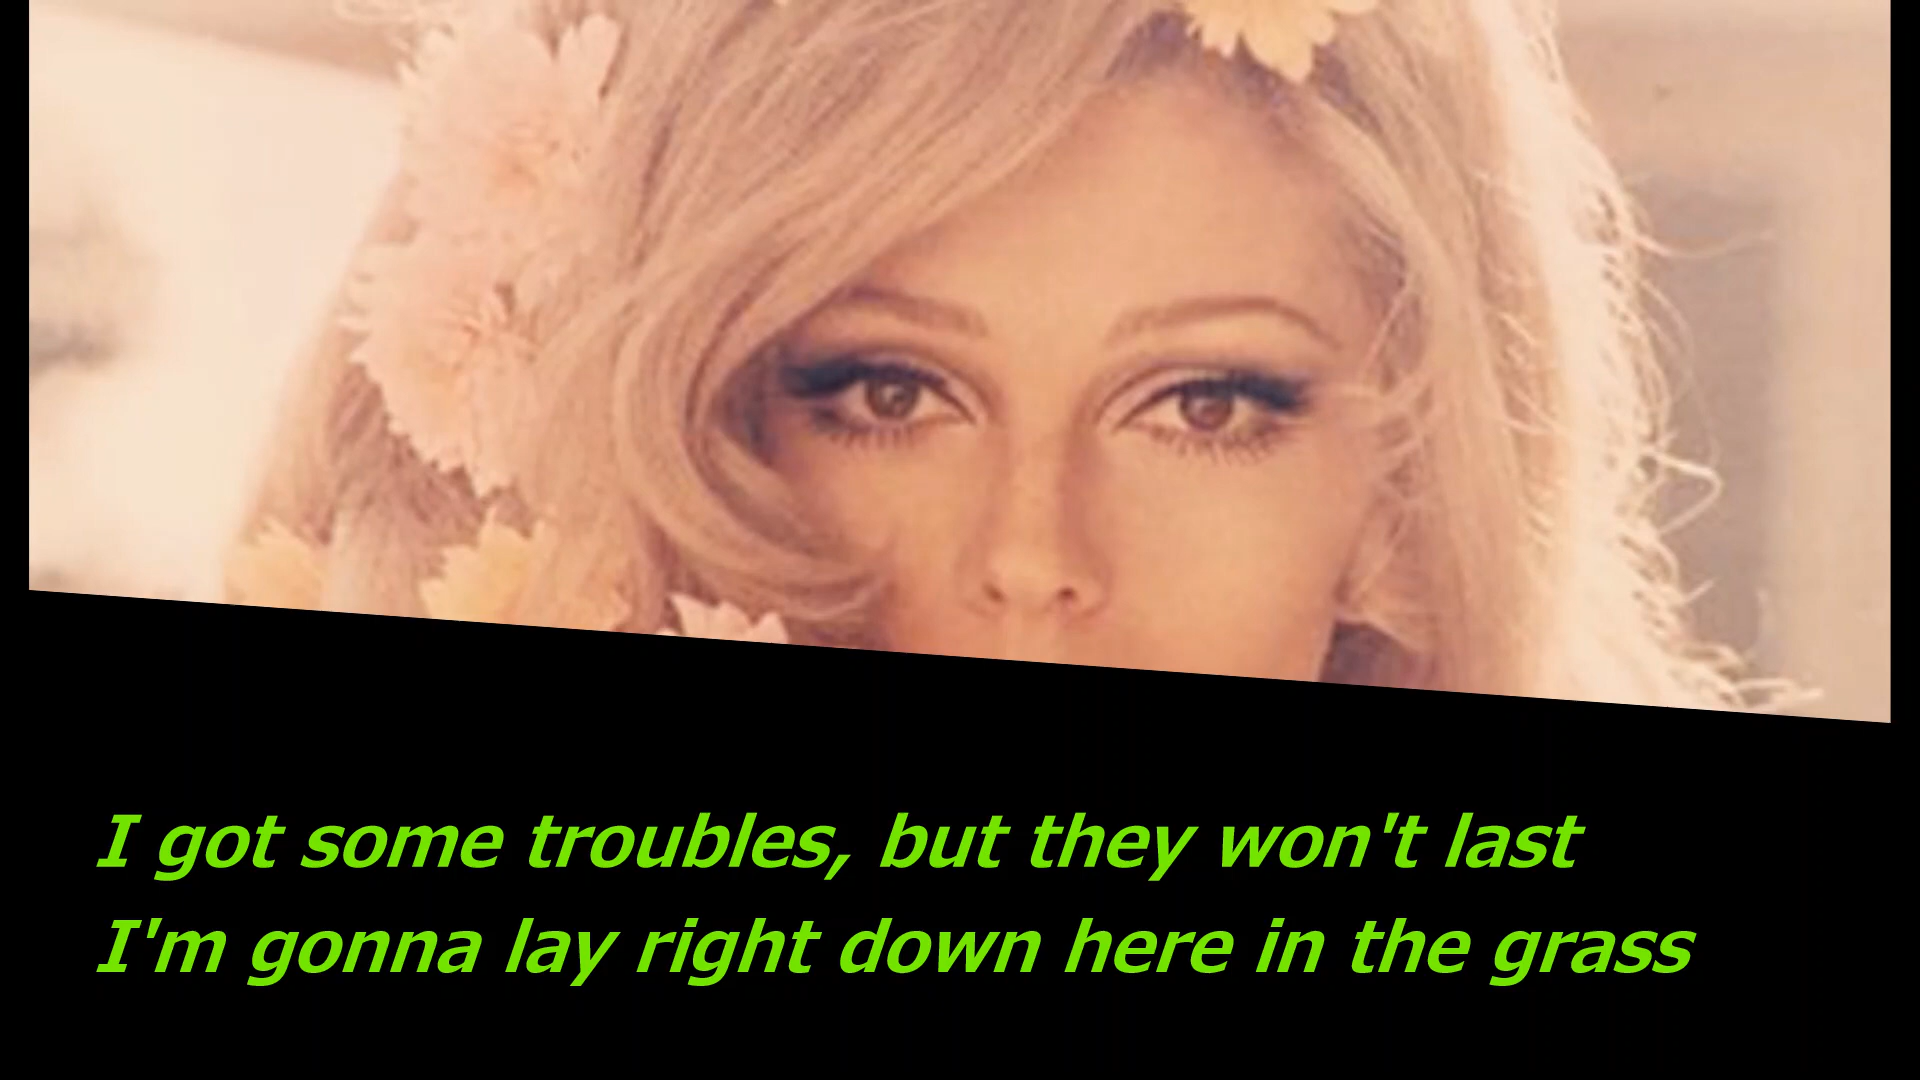 I got some troubles, but they won't last
I'm gonna lay right down here in the grass